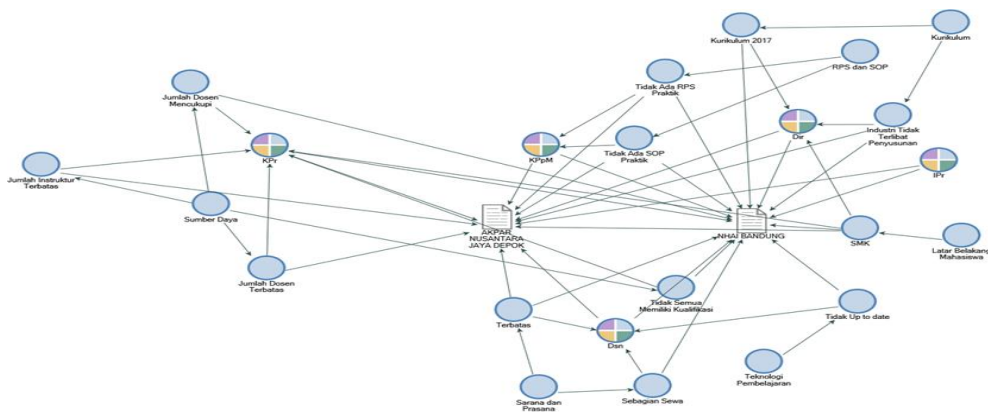 Kurikulum 2017
Kurikulum
RPS dan SOP
Tidak Ada RPS
Praktik
Jumlah Dosen
Mencukupi
Dir
Industri Tidak
Terlibat
Penyusunan
KPr
KPpM
Tidak Ada SOP
Praktik
Jumlah Instruktur
Terbatas
IPr
Sumber Daya
AKPAR
NUSANTARA
JAYA DEPOK
NHAI BANDUNG
SMK
Latar Belakang
Mahasiswa
Jumlah Dosen
Terbatas
Tidak Semua
Memiliki Kualifikasi
Terbatas
Tidak Up to date
Dsn
Teknologi
Pembelajaran
Sarana dan
Prasana
Sebagian Sewa